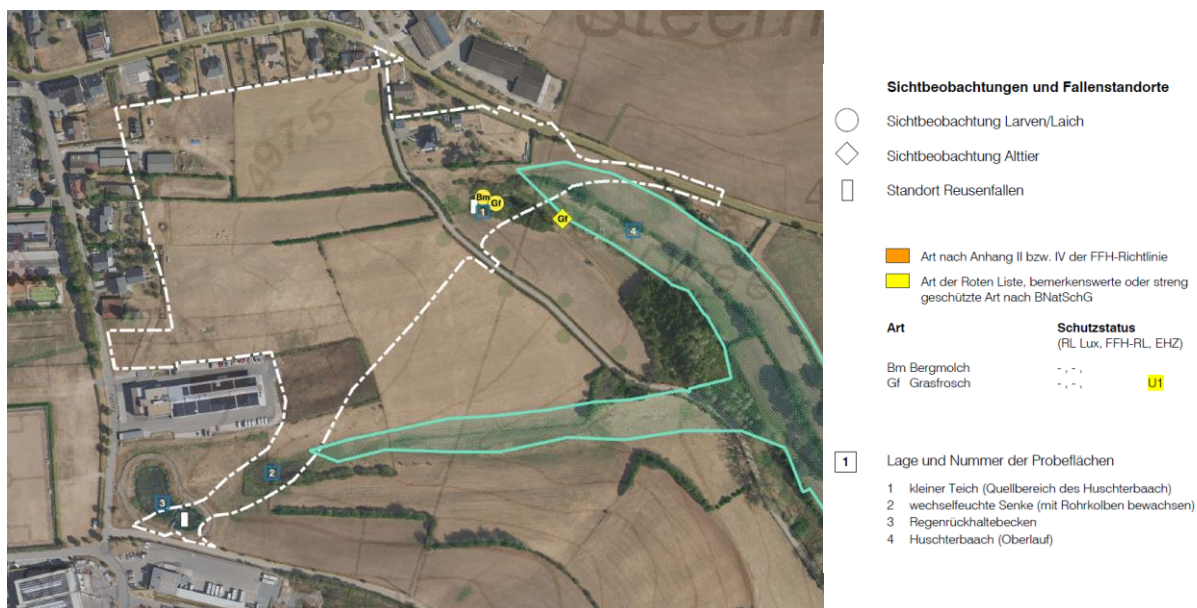 Steem
497.5
Bm
Gf
1
Gf
4
2
3
Sichtbeobachtungen und Fallenstandorte
Sichtbeobachtung Larven/Laich
Sichtbeobachtung Alttier
Standort Reusenfallen
Art nach Anhang II bzw. IV der FFH-Richtlinie
Art der Roten Liste, bemerkenswerte oder streng
geschützte Art nach BNatSchG
Art Schutzstatus
(RL Lux, FFH-RL, EHZ)
Bm Bergmolch - , - ,
Gf Grasfrosch - , - , U1
1 Lage und Nummer der Probeflächen
1 kleiner Teich (Quellbereich des Huschterbaach)
2 wechselfeuchte Senke (mit Rohrkolben bewachsen)
3 Regenrückhaltebecken
4 Huschterbaach (Oberlauf)